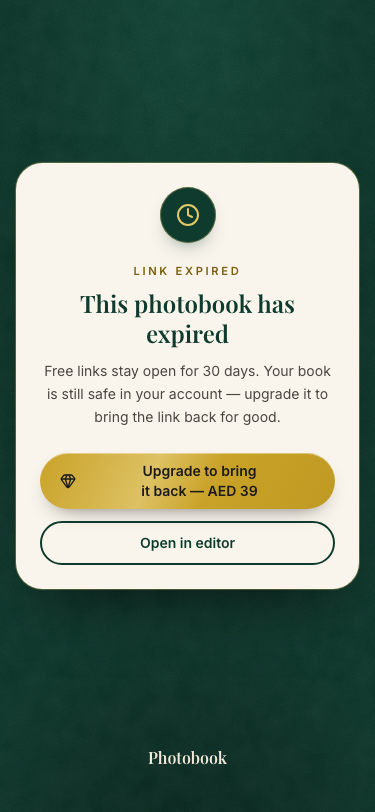 LINK EXPIRED
This photobook has
expired
Free links stay open for 30 days. Your book
is still safe in your account — upgrade it to
bring the link back for good.
Upgrade to bring
it back — AED 39
Open in editor
Photobook